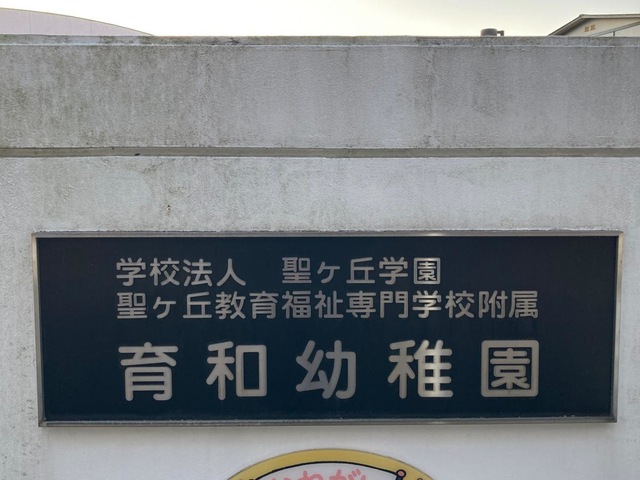 学校法人　聖ヶ丘学園
聖ヶ丘教育福祉専門学校附属
育和幼稚園